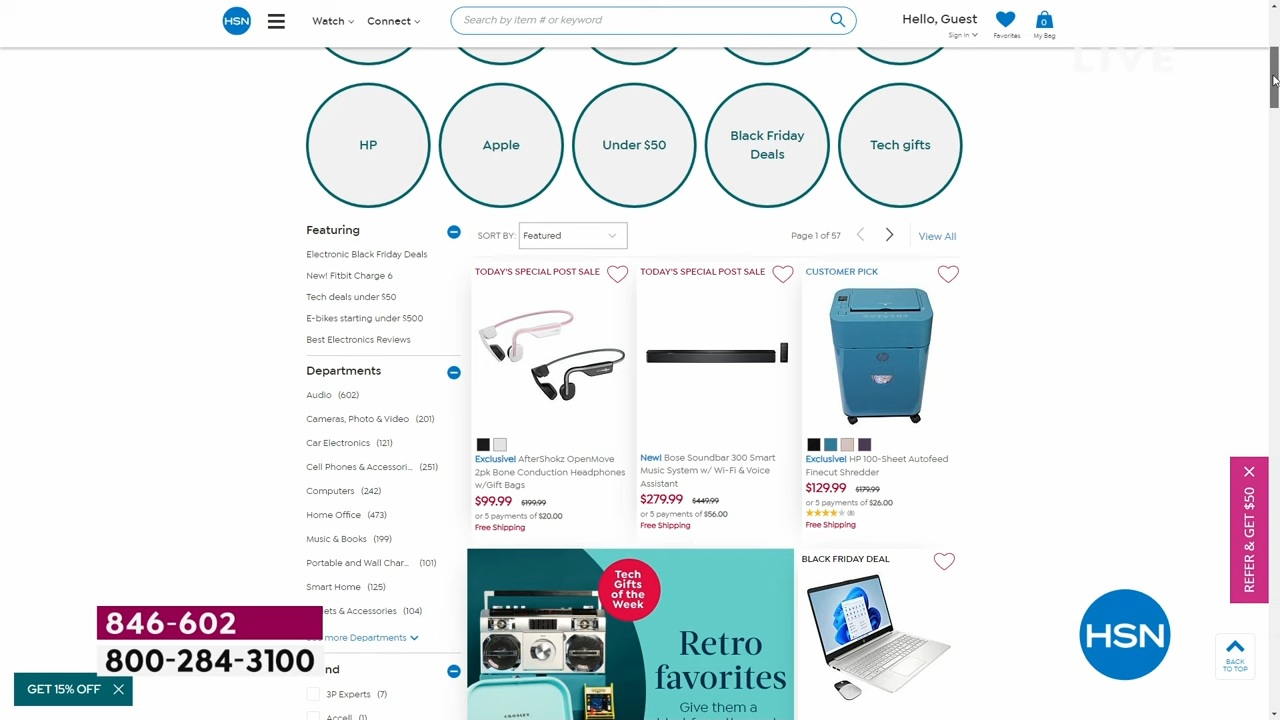 HSN
Watch
Connect
Search by item # or keyword
Hello, Guest
Sign In
Favorites
0
My Bag
LIVE
HP
Apple
Under $50
Black Friday
Deals
Tech gifts
Featuring
Electronic Black Friday Deals
New! Fitbit Charge 6
Tech deals under $50
E-bikes starting under $500
Best Electronics Reviews
Departments
Audio (602)
Cameras, Photo & Video (201)
Car Electronics (121)
Cell Phones & Accessori... (251)
Computers (242)
Home Office (473)
Music & Books (199)
Portable and Wall Char... (101)
Smart Home (125)
ets & Accessories (104)
more Departments
nd
3P Experts (7)
Accell (1)
SORT BY: Featured
Page 1 of 57
View All
TODAY'S SPECIAL POST SALE
Exclusive! AfterShokz OpenMove
2pk Bone Conduction Headphones
w/Gift Bags
$99.99 $199.99
or 5 payments of $20.00
Free Shipping
TODAY'S SPECIAL POST SALE
New! Bose Soundbar 300 Smart
Music System w/ Wi-Fi & Voice
Assistant
$279.99 $449.99
or 5 payments of $56.00
Free Shipping
CUSTOMER PICK
Exclusive! HP 100-Sheet Autofeed
Finecut Shredder
$129.99 $179.99
or 5 payments of $26.00
(8)
Free Shipping
Tech
Gifts
of the
Week
Retro
favorites
Give them a
BLACK FRIDAY DEAL
846-602
800-284-3100
GET 15% OFF
REFER & GET $50
HSN
BACK
TO TOP